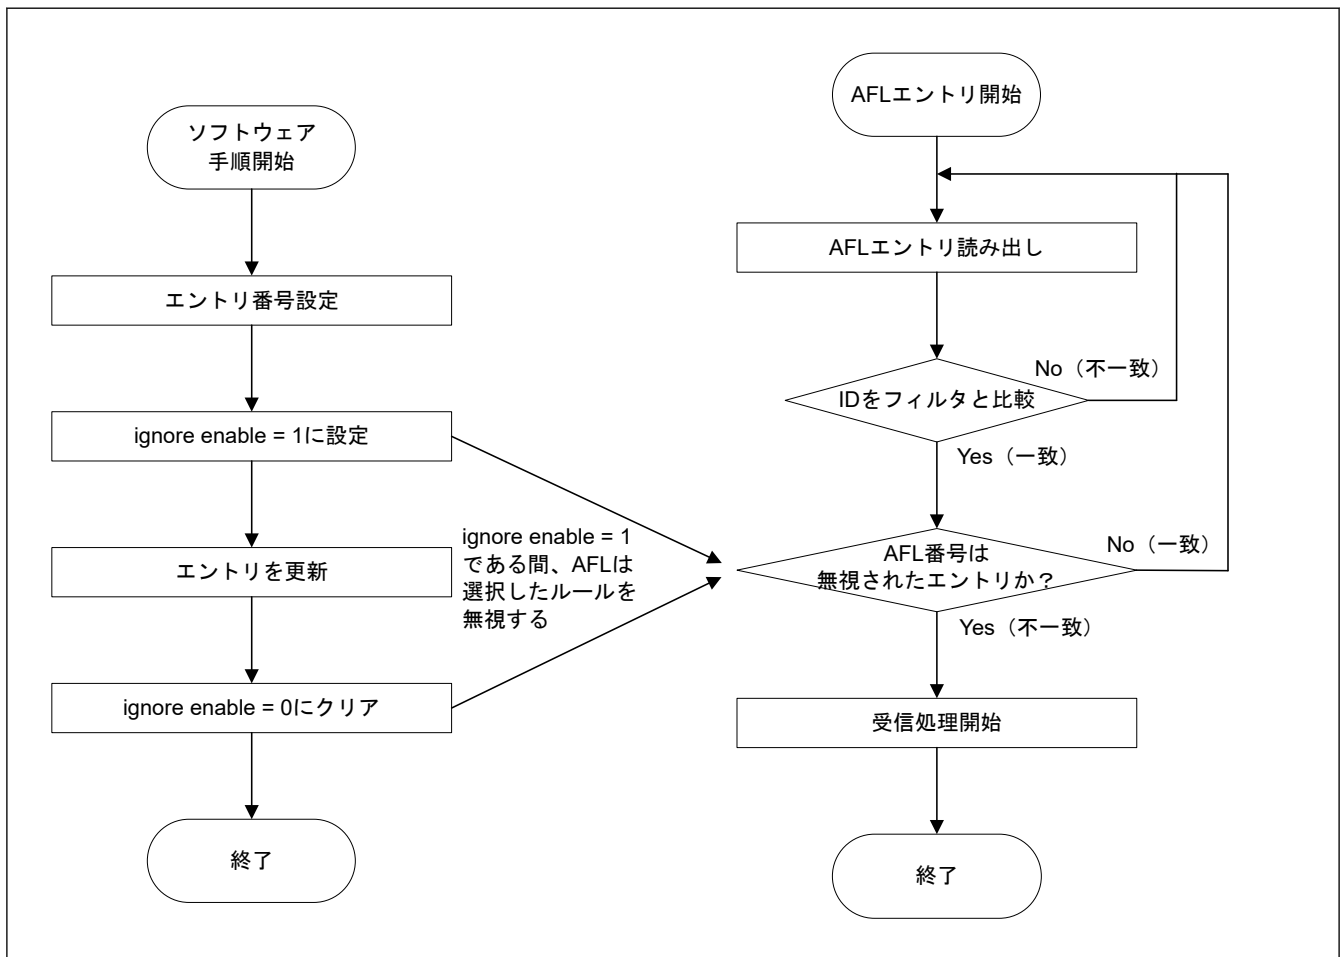 ソフトウェア
手順開始
エントリ番号設定
ignore enable = 1に設定
エントリを更新
ignore enable = 0にクリア
終了
ignore enable = 1
である間、AFLは
選択したルールを
無視する
AFLエントリ開始
AFLエントリ読み出し
IDをフィルタと比較
No（不一致）
Yes（一致）
AFL番号は
無視されたエントリか？
No（一致）
Yes（不一致）
受信処理開始
終了